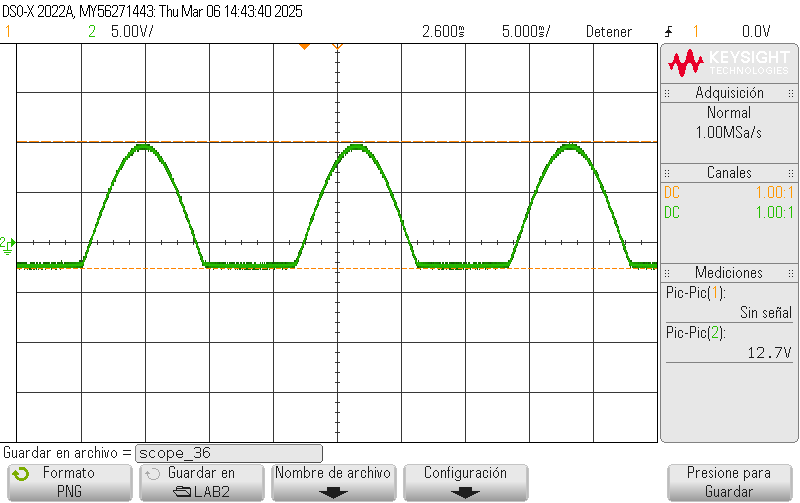 DSO-X 2022A, MY56271443: Thu Mar 06 14:43:40 2025
1 2 5.00V/ 2.600ms 5.000ms/ Detener 1 0.0V
KEYSIGHT
TECHNOLOGIES
Adquisición
Normal
1.00MSa/s
Canales
DC 1.00:1
DC 1.00:1
2
Mediciones
Pic-Pic(1):
Sin señal
Pic-Pic(2):
12.7V
Guardar en archivo = scope_36
Formato
PNG
Guardar en
LAB2
Nombre de archivo
Configuración
Presione para
Guardar